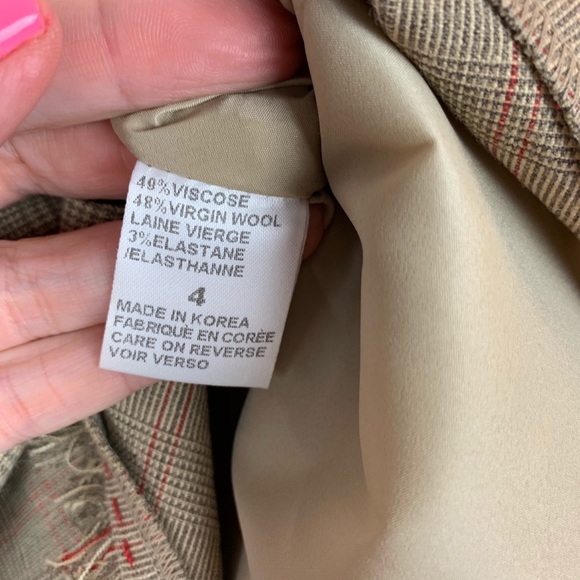 49%VISCOSE
48%VIRGIN WOOL
LAINE VIERGE
3%ELASTANE
/ELASTHANNE
4
MADE IN KOREA
FABRIQUÈ EN CORÉE
CARE ON REVERSE
VOIR VERSO